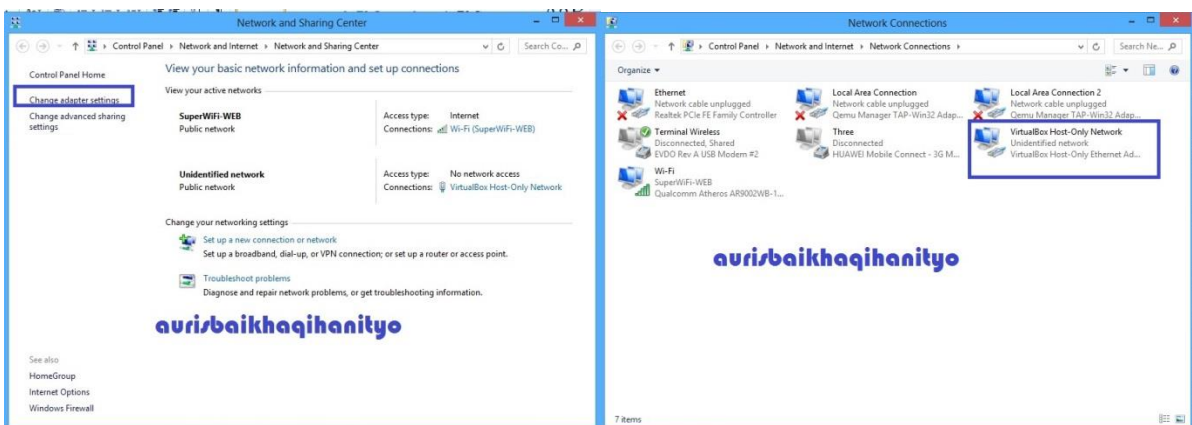 Network and Sharing Center
Control Panel ▸ Network and Internet ▸ Network and Sharing Center
Search Co...
Control Panel Home
Change adapter settings
Change advanced sharing
settings
View your basic network information and set up connections
View your active networks
SuperWiFi-WEB
Public network
Access type: Internet
Connections: Wi-Fi (SuperWiFi-WEB)
Unidentified network
Public network
Access type: No network access
Connections: VirtualBox Host-Only Network
Change your networking settings
Set up a new connection or network
Set up a broadband, dial-up, or VPN connection; or set up a router or access point.
Troubleshoot problems
Diagnose and repair network problems, or get troubleshooting information.
aurisbaikhaqihanityo
See also
HomeGroup
Internet Options
Windows Firewall
Network Connections
Control Panel ▸ Network and Internet ▸ Network Connections ▸
Search Ne...
Organize
Ethernet
Network cable unplugged
Realtek PCIe FE Family Controller
Local Area Connection
Network cable unplugged
Qemu Manager TAP-Win32 Adap...
Local Area Connection 2
Network cable unplugged
Qemu Manager TAP-Win32 Adap...
Terminal Wireless
Disconnected, Shared
EVDO Rev A USB Modem #2
Three
Disconnected
HUAWEI Mobile Connect - 3G M...
VirtualBox Host-Only Network
Unidentified network
VirtualBox Host-Only Ethernet Ad...
Wi-Fi
SuperWiFi-WEB
Qualcomm Atheros AR9002WB-1...
aurisbaikhaqihanityo
7 items